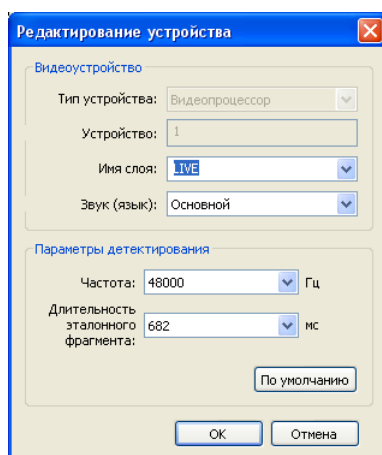 Редактирование устройства
Видеоустройство
Тип устройства: Видеопроцессор
Устройство: 1
Имя слоя: LIVE
Звук (язык): Основной
Параметры детектирования
Частота: 48000 Гц
Длительность
эталонного 682 мс
фрагмента:
По умолчанию
OK Отмена